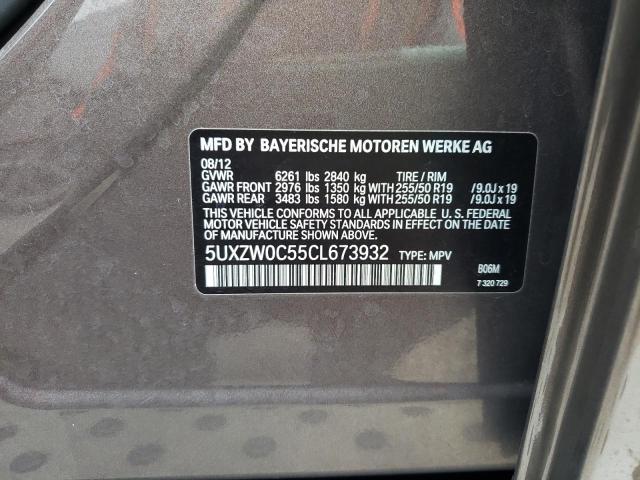 MFD BY BAYERISCHE MOTOREN WERKE AG
08/12
GVWR 6261 lbs 2840 kg TIRE / RIM
GAWR FRONT 2976 lbs 1350 kg WITH 255/50 R19 /9.0J x 19
GAWR REAR 3483 lbs 1580 kg WITH 255/50 R19 /9.0J x 19
THIS VEHICLE CONFORMS TO ALL APPLICABLE U. S. FEDERAL
MOTOR VEHICLE SAFETY STANDARDS IN EFFECT ON THE DATE
OF MANUFACTURE SHOWN ABOVE.
5UXZW0C55CL673932 TYPE: MPV
B06M
7 320 729